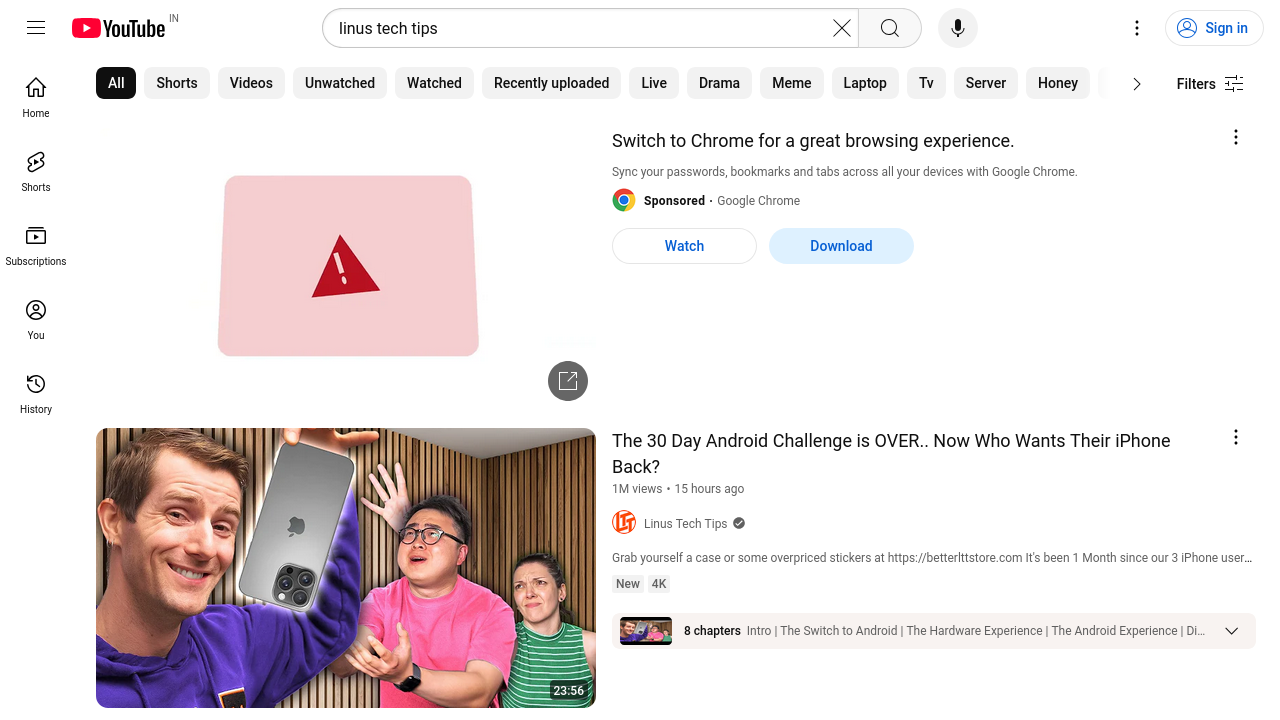 YouTube IN
linus tech tips
Sign in
All
Shorts
Videos
Unwatched
Watched
Recently uploaded
Live
Drama
Meme
Laptop
Tv
Server
Honey
Filters
Home
Shorts
Subscriptions
You
History
Switch to Chrome for a great browsing experience.
Sync your passwords, bookmarks and tabs across all your devices with Google Chrome.
Sponsored · Google Chrome
Watch
Download
The 30 Day Android Challenge is OVER.. Now Who Wants Their iPhone
Back?
1M views • 15 hours ago
Linus Tech Tips
Grab yourself a case or some overpriced stickers at https://betterlttstore.com It's been 1 Month since our 3 iPhone user...
New
4K
8 chapters Intro | The Switch to Android | The Hardware Experience | The Android Experience | Di...
23:56